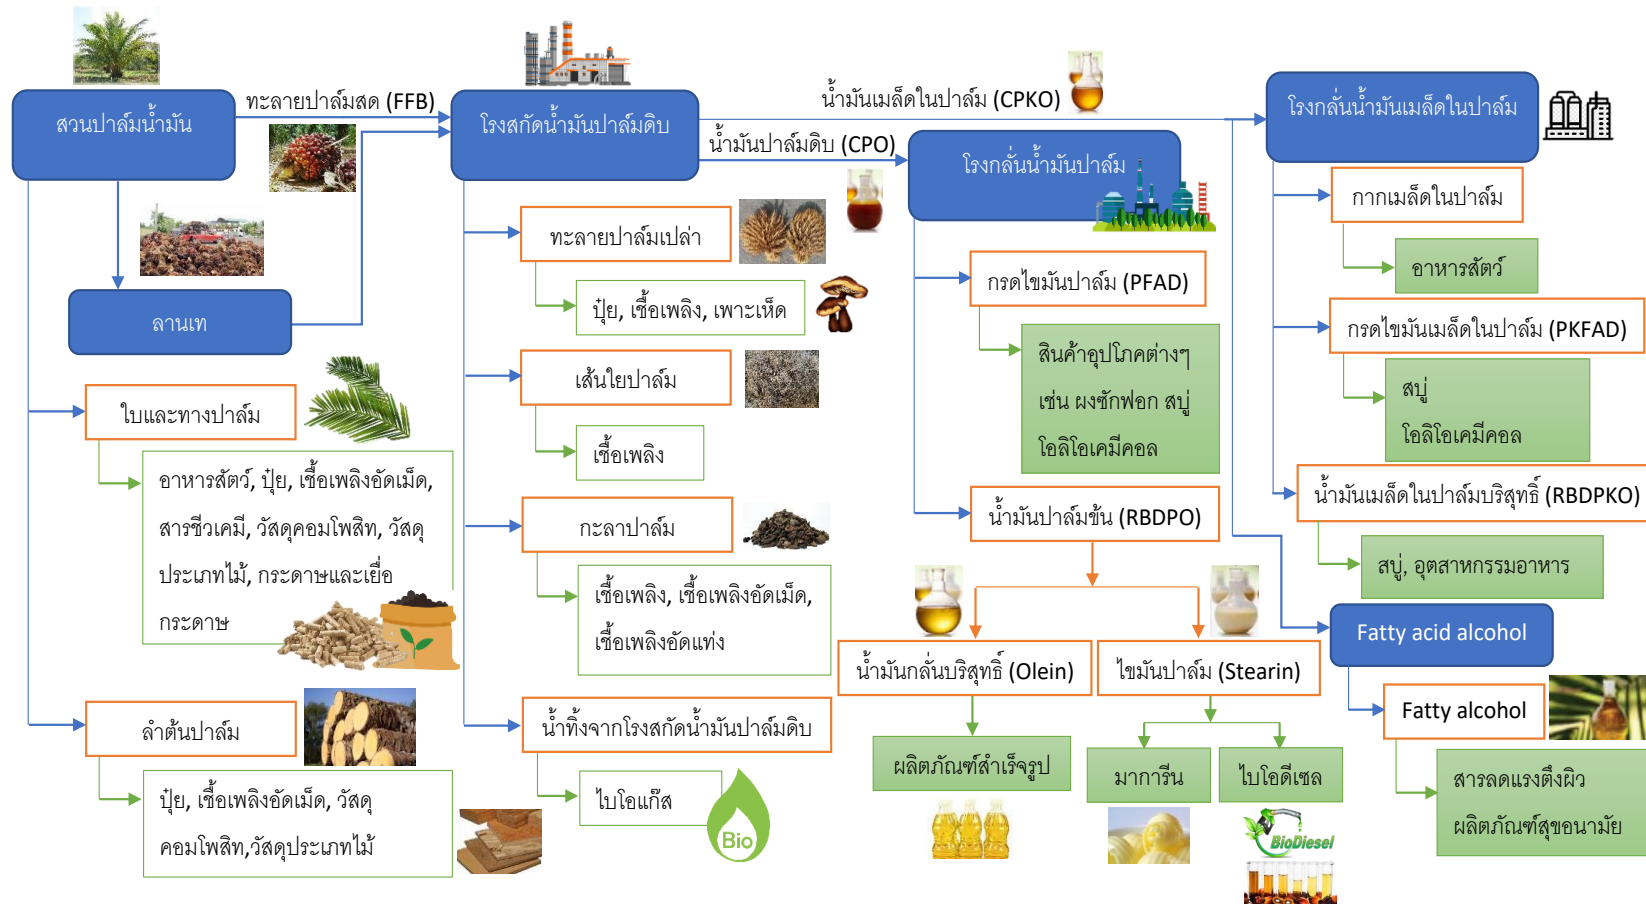 สวนปาล์มน้ำมัน
ทะลายปาล์มสด (FFB)
ลานเท
ใบและทางปาล์ม
อาหารสัตว์, ปุ๋ย, เชื้อเพลิงอัดเม็ด,
สารชีวเคมี, วัสดุคอมโพสิท, วัสดุ
ประเภทไม้, กระดาษและเยื่อ
กระดาษ
ลำต้นปาล์ม
ปุ๋ย, เชื้อเพลิงอัดเม็ด, วัสดุ
คอมโพสิท,วัสดุประเภทไม้
โรงสกัดน้ำมันปาล์มดิบ
น้ำมันเมล็ดในปาล์ม (CPKO)
น้ำมันปาล์มดิบ (CPO)
ทะลายปาล์มเปล่า
ปุ๋ย, เชื้อเพลิง, เพาะเห็ด
เส้นใยปาล์ม
เชื้อเพลิง
กะลาปาล์ม
เชื้อเพลิง, เชื้อเพลิงอัดเม็ด,
เชื้อเพลิงอัดแท่ง
น้ำทิ้งจากโรงสกัดน้ำมันปาล์มดิบ
ไบโอแก๊ส
Bio
โรงกลั่นน้ำมันปาล์ม
กรดไขมันปาล์ม (PFAD)
สินค้าอุปโภคต่างๆ
เช่น ผงซักฟอก สบู่
โอลิโอเคมีคอล
น้ำมันปาล์มข้น (RBDPO)
น้ำมันกลั่นบริสุทธิ์ (Olein)
ผลิตภัณฑ์สำเร็จรูป
ไขมันปาล์ม (Stearin)
มาการีน
ไบโอดีเซล
BioDiesel
โรงกลั่นน้ำมันเมล็ดในปาล์ม
กากเมล็ดในปาล์ม
อาหารสัตว์
กรดไขมันเมล็ดในปาล์ม (PKFAD)
สบู่
โอลิโอเคมีคอล
น้ำมันเมล็ดในปาล์มบริสุทธิ์ (RBDPKO)
สบู่, อุตสาหกรรมอาหาร
Fatty acid alcohol
Fatty alcohol
สารลดแรงตึงผิว
ผลิตภัณฑ์สุขอนามัย